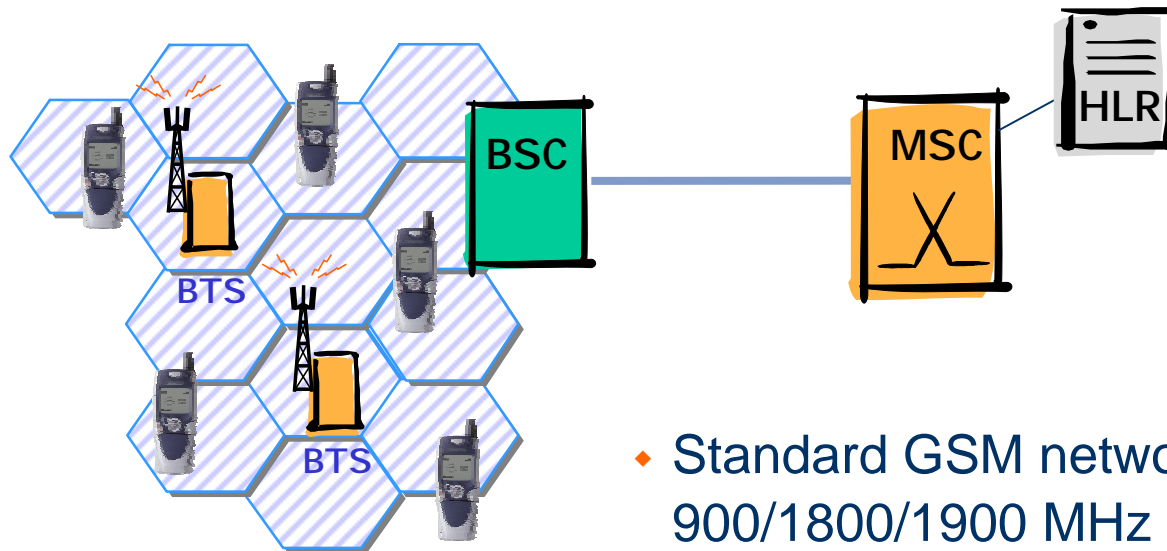 HLR
BSC
MSC
BTS
BTS
Standard GSM netwo
900/1800/1900 MHz